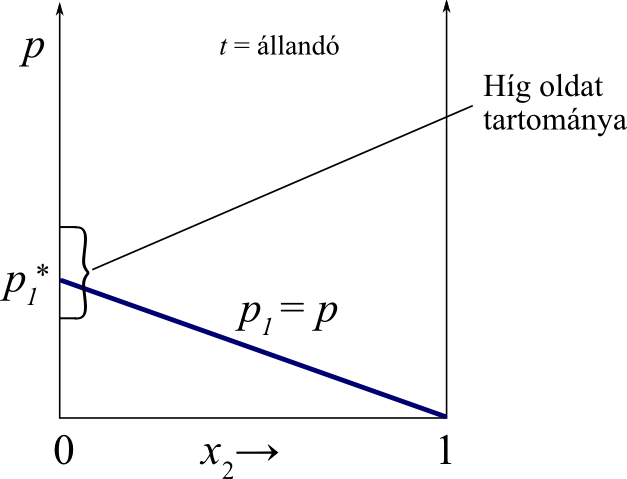 p
t = állandó
Híg oldat
tartománya
p₁*
p₁ = p
0
x₂→
1